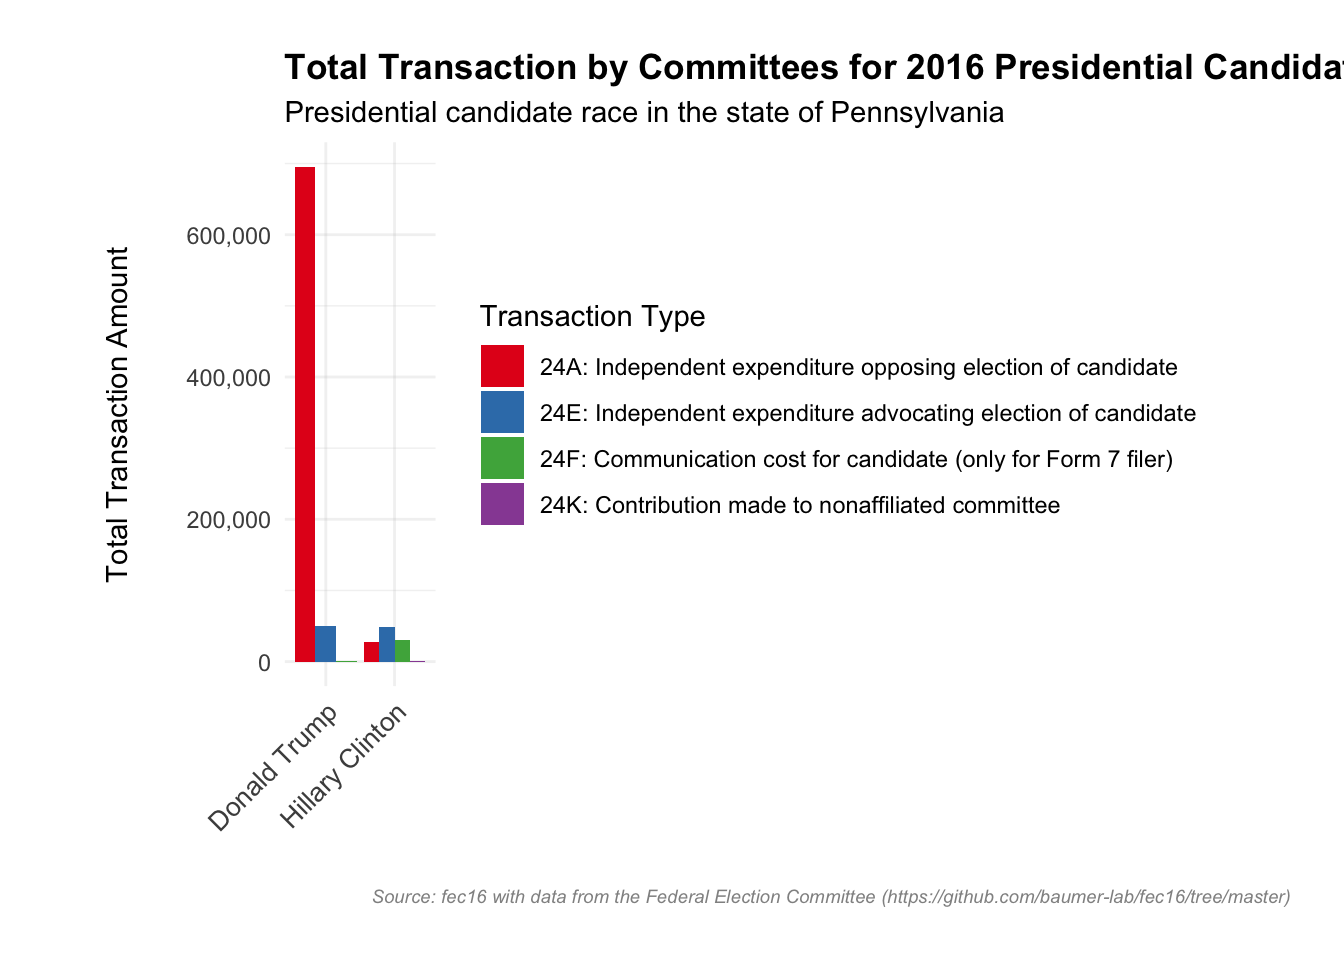 Total Transaction by Committees for 2016 Presidential
Presidential candidate race in the state of Pennsylvania
Total Transaction Amount
600,000
400,000
200,000
0
Donald Trump
Hillary Clinton
Transaction Type
24A: Independent expenditure opposing election of candidate
24E: Independent expenditure advocating election of candidate
24F: Communication cost for candidate (only for Form 7 filer)
24K: Contribution made to nonaffiliated committee
Source: fec16 with data from the Federal Election Committee (https://github.com/baumer-lab/fec16/tree/master)